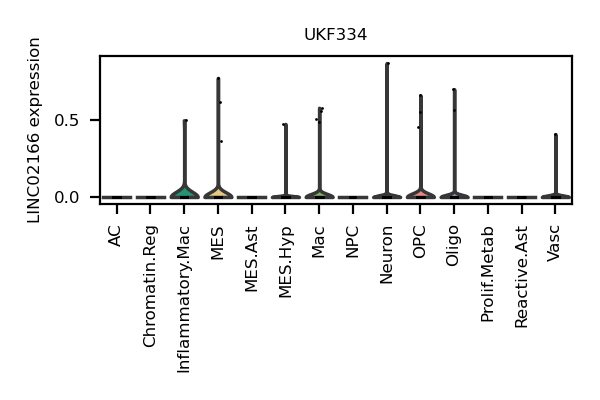 UKF334
LINC02166 expression
0.5
0.0
AC
Chromatin.Reg
Inflammatory.Mac
MES
MES.Ast
MES.Hyp
Mac
NPC
Neuron
OPC
Oligo
Prolif.Metab
Reactive.Ast
Vasc